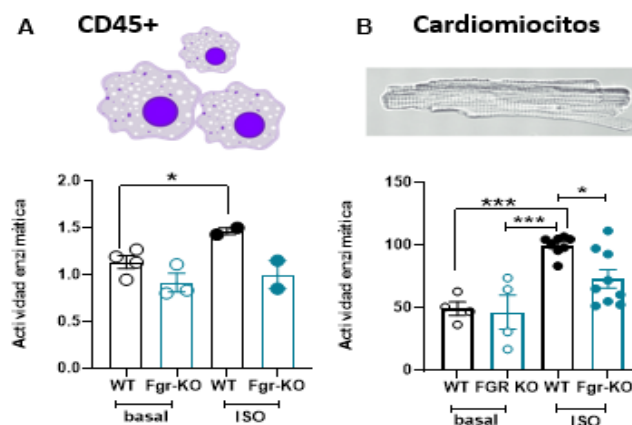 A CD45+
Actividad enzimática
2.0
1.5
1.0
0.5
0.0
*
WT Fgr-KO WT Fgr-KO
basal ISO
B Cardiomiocitos
Actividad enzimática
150
100
50
0
***
***
*
WT FGR KO WT Fgr-KO
basal ISO